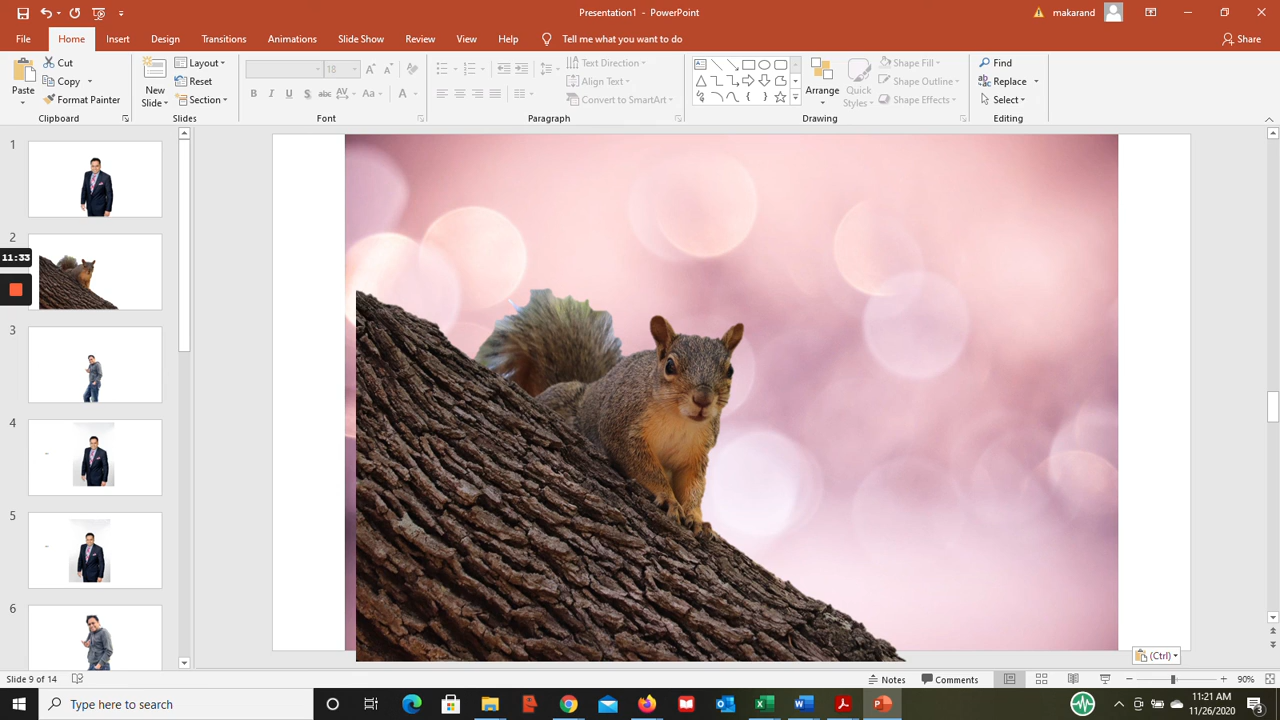 Presentation1 - PowerPoint
makarand
File Home Insert Design Transitions Animations Slide Show Review View Help Tell me what you want to do Share
Paste Cut Copy Format Painter
Clipboard
New Slide Layout Reset Section
Slides
18
B I U S abc AV Aa A
Font
Text Direction
Align Text
Convert to SmartArt
Paragraph
Arrange Quick Styles
Shape Fill
Shape Outline
Shape Effects
Drawing
Find
Replace
Select
Editing
1
2
11:33
3
4
5
6
(Ctrl)
Slide 9 of 14 Notes Comments 90%
Type here to search
11:21 AM
11/26/2020
3